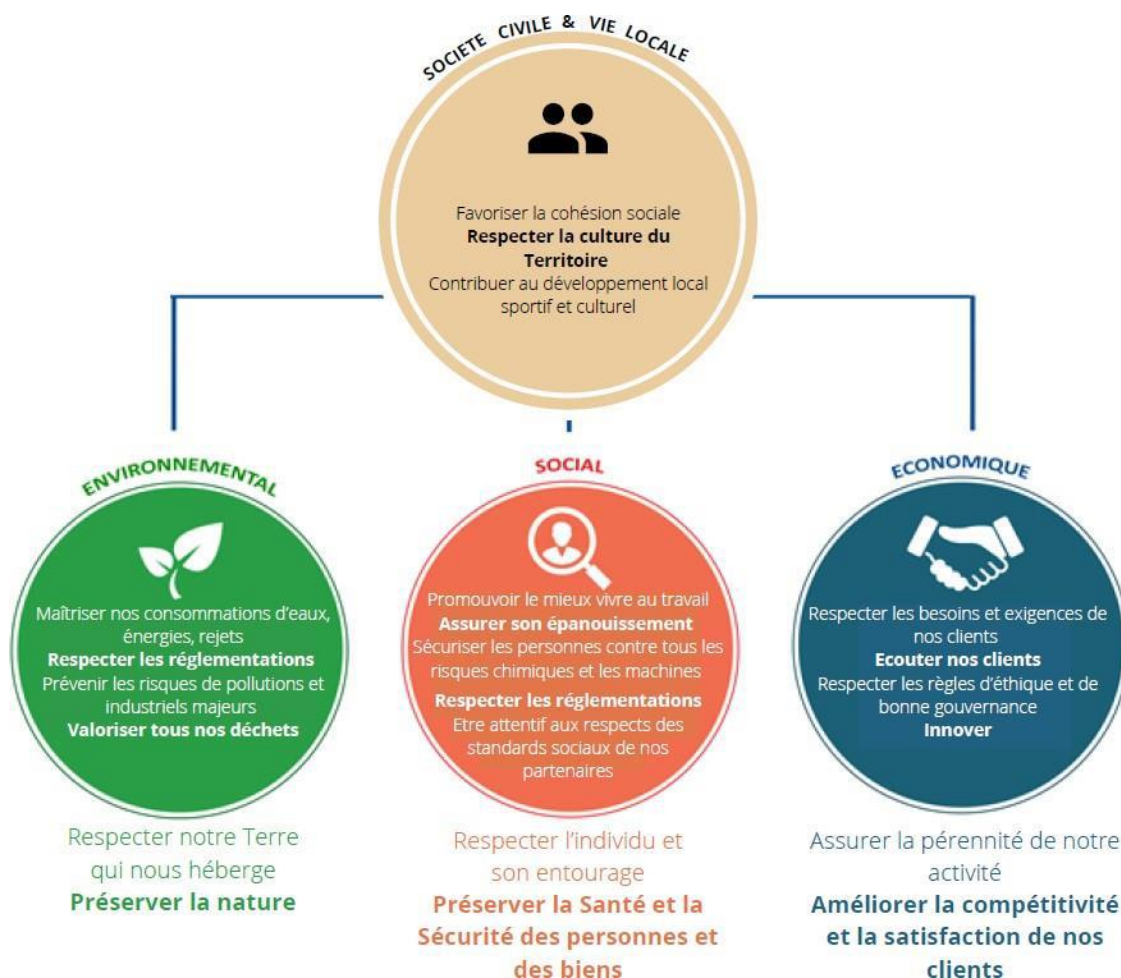 SOCIETE CIVILE & VIE LOCALE
Favoriser la cohésion sociale
Respecter la culture du
Territoire
Contribuer au développement local
sportif et culturel
ENVIRONNEMENTAL
Maîtriser nos consommations d’eaux,
énergies, rejets
Respecter les réglementations
Prévenir les risques de pollutions et
industriels majeurs
Valoriser tous nos déchets
Respecter notre Terre
qui nous héberge
Préserver la nature
SOCIAL
Promouvoir le mieux vivre au travail
Assurer son épanouissement
Sécuriser les personnes contre tous les
risques chimiques et les machines
Respecter les réglementations
Etre attentif aux respects des
standards sociaux de nos
partenaires
Respecter l’individu et
son entourage
Préserver la Santé et la
Sécurité des personnes et
des biens
ECONOMIQUE
Respecter les besoins et exigences de
nos clients
Ecouter nos clients
Respecter les règles d’éthique et de
bonne gouvernance
Innover
Assurer la pérennité de notre
activité
Améliorer la compétitivité
et la satisfaction de nos
clients